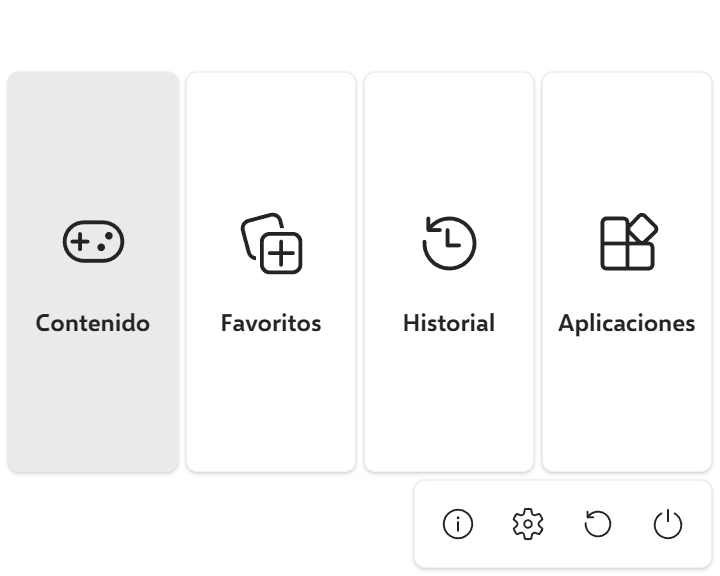 Contenido
Favoritos
Historial
Aplicaciones